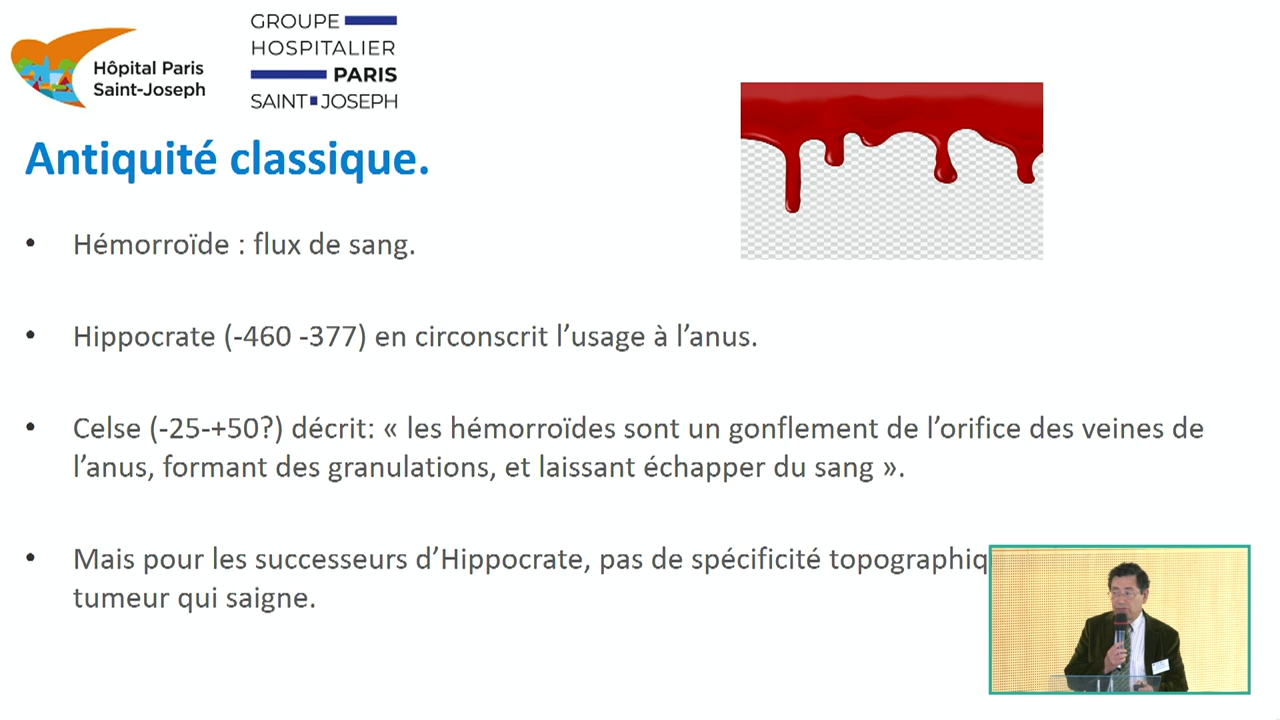 Hôpital Paris
Saint-Joseph
GROUPE
HOSPITALIER
PARIS
SAINT JOSEPH
Antiquité classique.
• Hémorroïde : flux de sang.
• Hippocrate (-460 -377) en circonscrit l’usage à l’anus.
• Celse (-25-+50?) décrit: « les hémorroïdes sont un gonflement de l’orifice des veines de
l’anus, formant des granulations, et laissant échapper du sang ».
• Mais pour les successeurs d’Hippocrate, pas de spécificité
tumeur qui saigne.